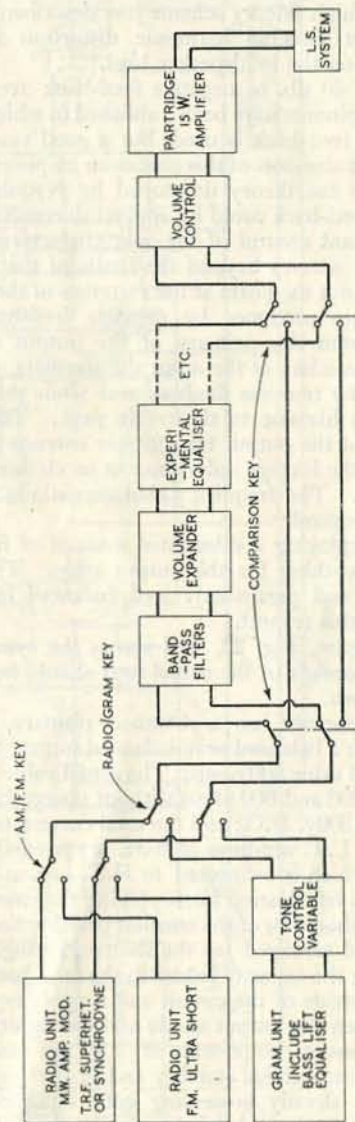 RADIO UNIT
M.W. AMP. MOD.
T.R.F. SUPERHET.
OR SYNCHRODYNE
RADIO UNIT
F.M. ULTRA SHORT
GRAM. UNIT
INCLUDE
BASS LIFT
EQUALISER
TONE
CONTROL
VARIABLE
A.M./F.M. KEY
RADIO/GRAM KEY
BAND
-PASS
FILTERS
VOLUME
EXPANDER
EXPERI
-MENTAL
EQUALISER
ETC.
COMPARISON KEY
VOLUME
CONTROL
PARTRIDGE
15 W.
AMPLIFIER
L.S.
SYSTEM